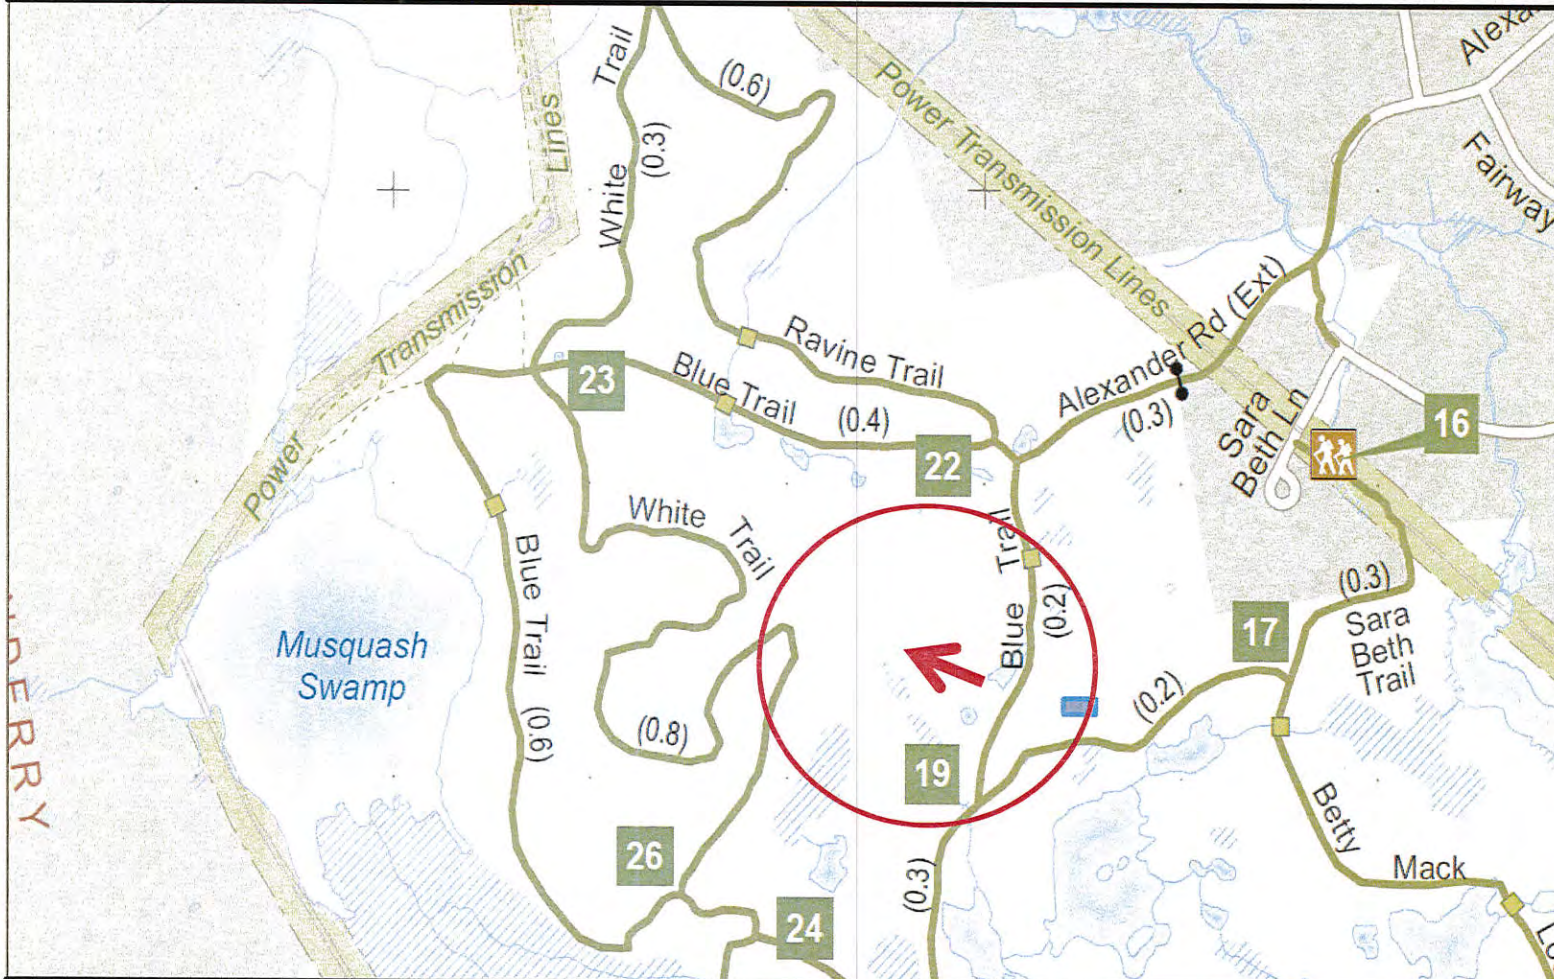 Trail
(0.6)
Alexa
Power Transmission Lines
Lines
(0.3)
White
Fairway
Transmission
Alexander Rd (Ext)
Ravine Trail
23
Blue Trail
(0.4)
(0.3)
Sara
Beth Ln
16
22
Power
White Trail
Trail
Blue
(0.2)
Blue Trail
(0.6)
(0.3)
Sara
Beth
Trail
17
Musquash
Swamp
(0.2)
(0.8)
19
NDERRY
Betty
Mack
26
(0.3)
24
Lo